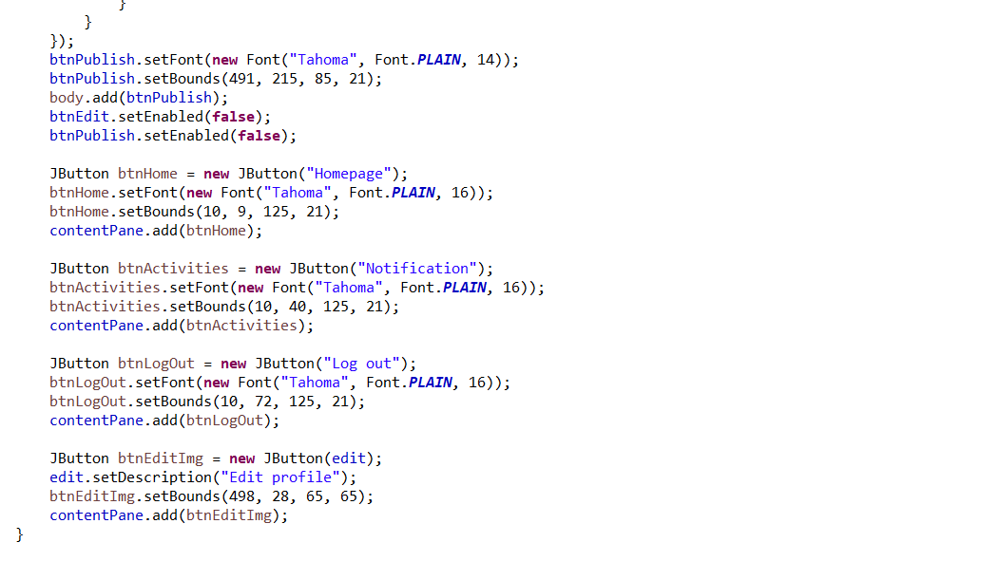 }
}
});
btnPublish.setFont(new Font("Tahoma", Font.PLAIN, 14));
btnPublish.setBounds(491, 215, 85, 21);
body.add(btnPublish);
btnEdit.setEnabled(false);
btnPublish.setEnabled(false);
JButton btnHome = new JButton("Homepage");
btnHome.setFont(new Font("Tahoma", Font.PLAIN, 16));
btnHome.setBounds(10, 9, 125, 21);
contentPane.add(btnHome);
JButton btnActivities = new JButton("Notification");
btnActivities.setFont(new Font("Tahoma", Font.PLAIN, 16));
btnActivities.setBounds(10, 40, 125, 21);
contentPane.add(btnActivities);
JButton btnLogOut = new JButton("Log out");
btnLogOut.setFont(new Font("Tahoma", Font.PLAIN, 16));
btnLogOut.setBounds(10, 72, 125, 21);
contentPane.add(btnLogOut);
JButton btnEditImg = new JButton(edit);
edit.setDescription("Edit profile");
btnEditImg.setBounds(498, 28, 65, 65);
contentPane.add(btnEditImg);
}